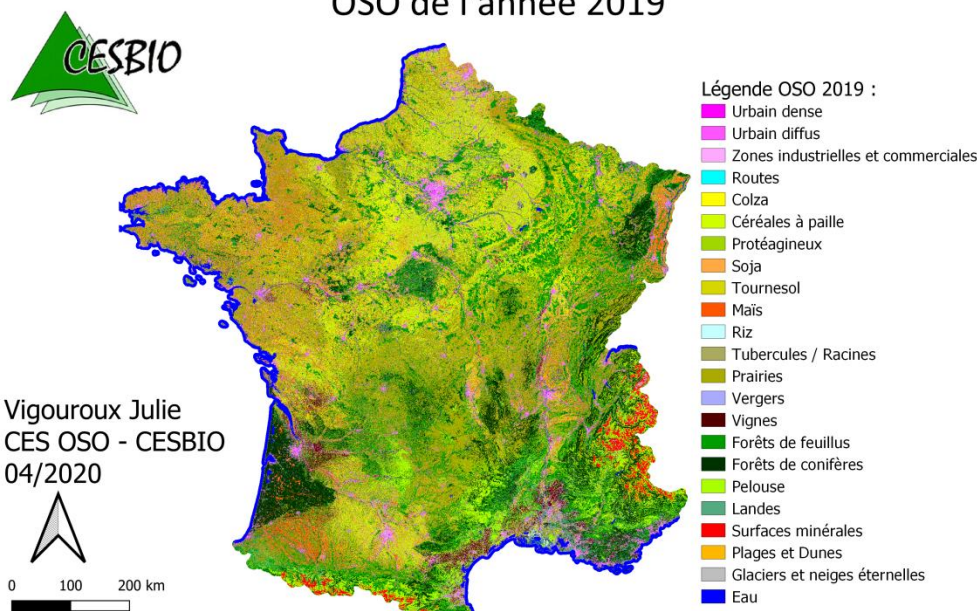 OSO de l'année 2019
CESBIO
Légende OSO 2019 :
Urbain dense
Urbain diffus
Zones industrielles et commerciales
Routes
Colza
Céréales à paille
Protéagineux
Soja
Tournesol
Maïs
Riz
Tubercules / Racines
Prairies
Vergers
Vignes
Forêts de feuillus
Forêts de conifères
Pelouse
Landes
Surfaces minérales
Plages et Dunes
Glaciers et neiges éternelles
Eau
Vigouroux Julie
CES OSO - CESBIO
04/2020
0 100 200 km